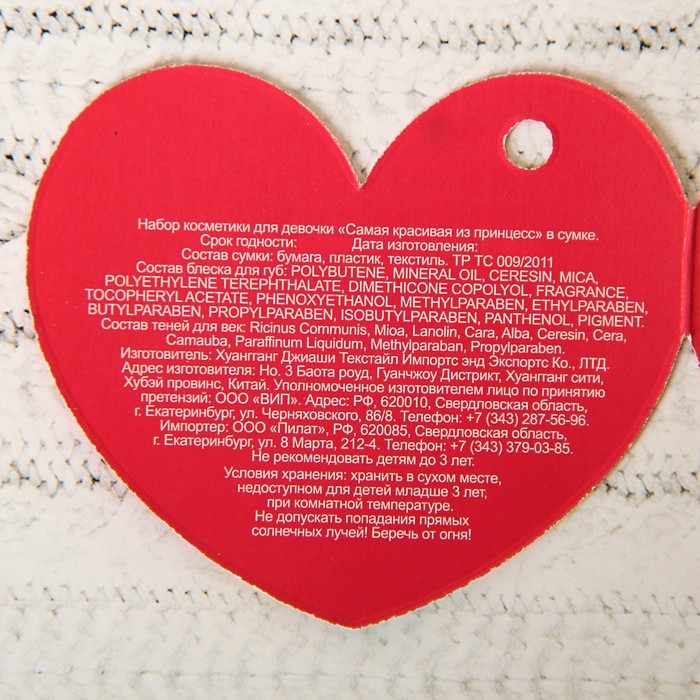 Набор косметики для девочки «Самая красивая из принцесс» в сумке.
Срок годности: Дата изготовления:
Состав сумки: бумага, пластик, текстиль. ТР ТС 009/2011
Состав блеска для губ: POLYBUTENE, MINERAL OIL, CERESIN, MICA,
POLYETHYLENE TEREPHTHALATE, DIMETHICONE COPOLYOL, FRAGRANCE,
TOCOPHERYL ACETATE, PHENOXYETHANOL, METHYLPARABEN, ETHYLPARABEN,
BUTYLPARABEN, PROPYLPARABEN, ISOBUTYLPARABEN, PANTHENOL, PIGMENT.
Состав теней для век: Ricinus Communis, Mioa, Lanolin, Cara, Alba, Ceresin, Cera,
Carnauba, Paraffinum Liquidum, Methylparaban, Propylparaben.
Изготовитель: Хуангганг Джиаши Текстайл Импортс энд Экспортс Ко., ЛТД.
Адрес изготовителя: Но. 3 Баота роуд, Гуанчжоу Дистрикт, Хуангганг сити,
Хубэй провинс, Китай. Уполномоченное изготовителем лицо по принятию
претензий: ООО «ВИП». Адрес: РФ, 620010, Свердловская область,
г. Екатеринбург, ул. Черняховского, 86/8. Телефон: +7 (343) 287-56-96.
Импортер: ООО «Пилат», РФ, 620085, Свердловская область,
г. Екатеринбург, ул. 8 Марта, 212-4. Телефон: +7 (343) 379-03-85.
Не рекомендовать детям до 3 лет.
Условия хранения: хранить в сухом месте,
недоступном для детей младше 3 лет,
при комнатной температуре.
Не допускать попадания прямых
солнечных лучей! Беречь от огня!